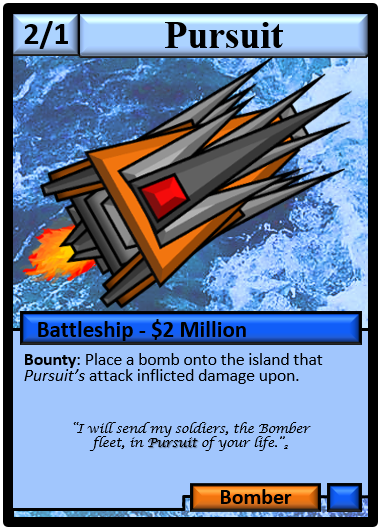 2/1 Pursuit
Battleship - $2 Million
Bounty: Place a bomb onto the island that
Pursuit's attack inflicted damage upon.
“I will send my soldiers, the Bomber
fleet, in Pursuit of your life.”.
Bomber